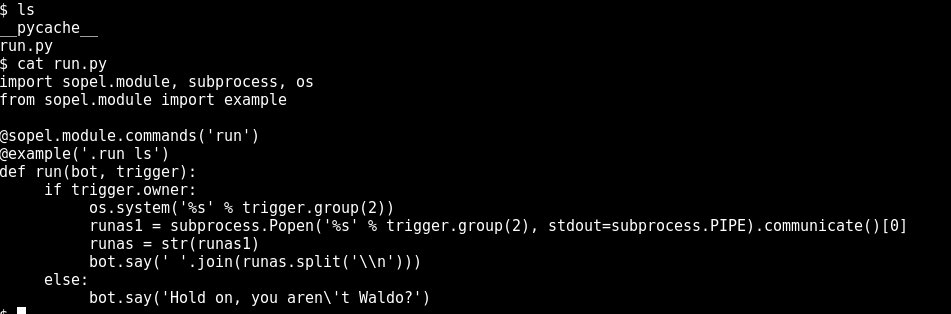 $ ls
__pycache__
run.py
$ cat run.py
import sopel.module, subprocess, os
from sopel.module import example

@sopel.module.commands('run')
@example('.run ls')
def run(bot, trigger):
     if trigger.owner:
          os.system('%s' % trigger.group(2))
          runas1 = subprocess.Popen('%s' % trigger.group(2), stdout=subprocess.PIPE).communicate()[0]
          runas = str(runas1)
          bot.say(' '.join(runas.split('\\n')))
     else:
          bot.say('Hold on, you aren\'t Waldo?')
$